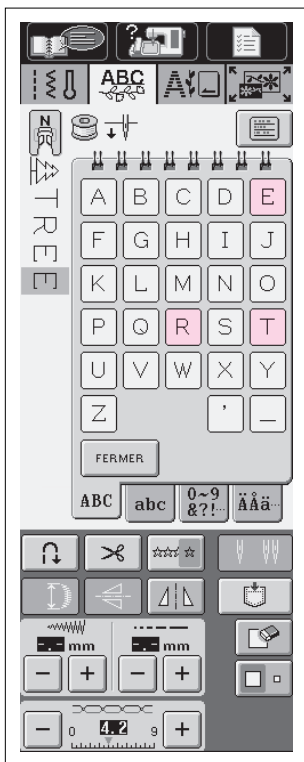 ABC
A
N
T
R
E
E
A B C D E
F G H I J
K L M N O
P Q R S T
U V W X Y
Z ' _
FERMER
ABC abc 0~9 &?!... ÄÅä...
-.- mm -.- mm
− + − +
− 0 4.2 9 +